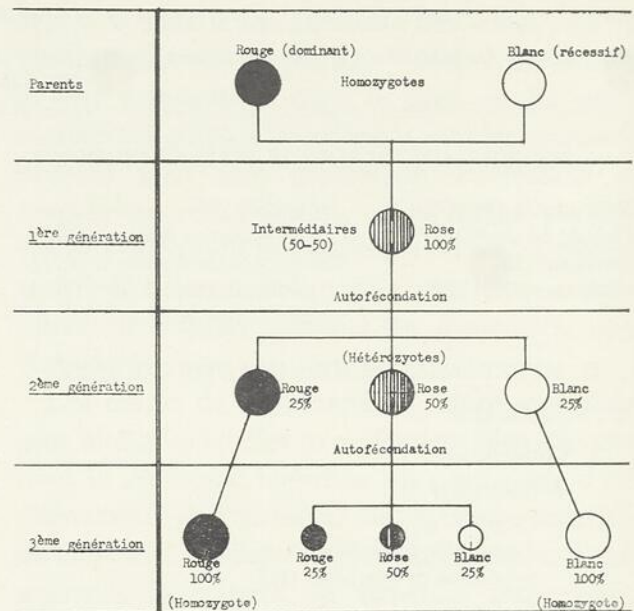 Rouge (dominant) Blanc (récessif)
Parents Homozygotes
1ère génération Intermédiaires Rose
(50-50) 100%
Autofécondation
(Hétérozyotes)
2ème génération Rouge Rose Blanc
25% 50% 25%
Autofécondation
3ème génération Rouge Rose Blanc
25% 50% 25%
Rouge Blanc
100% 100%
(Homozygote) (Homozygote)